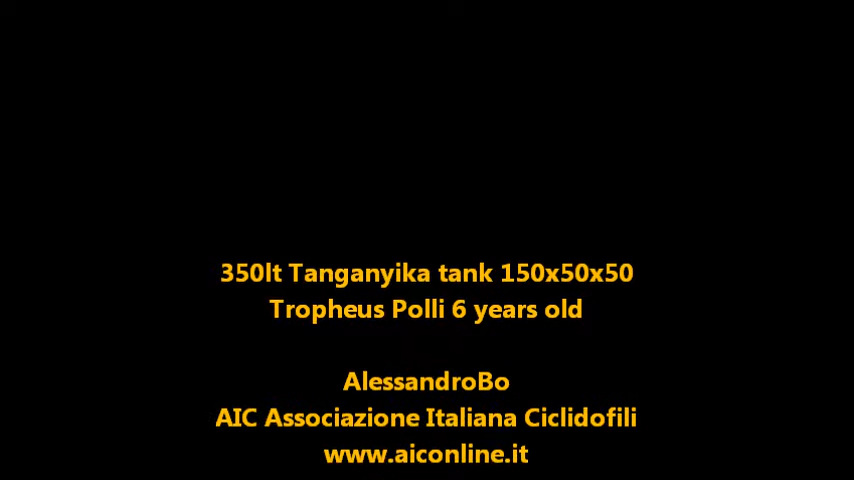 350lt Tanganyika tank 150x50x50
Tropheus Polli 6 years old
AlessandroBo
AIC Associazione Italiana Ciclidofili
www.aiconline.it